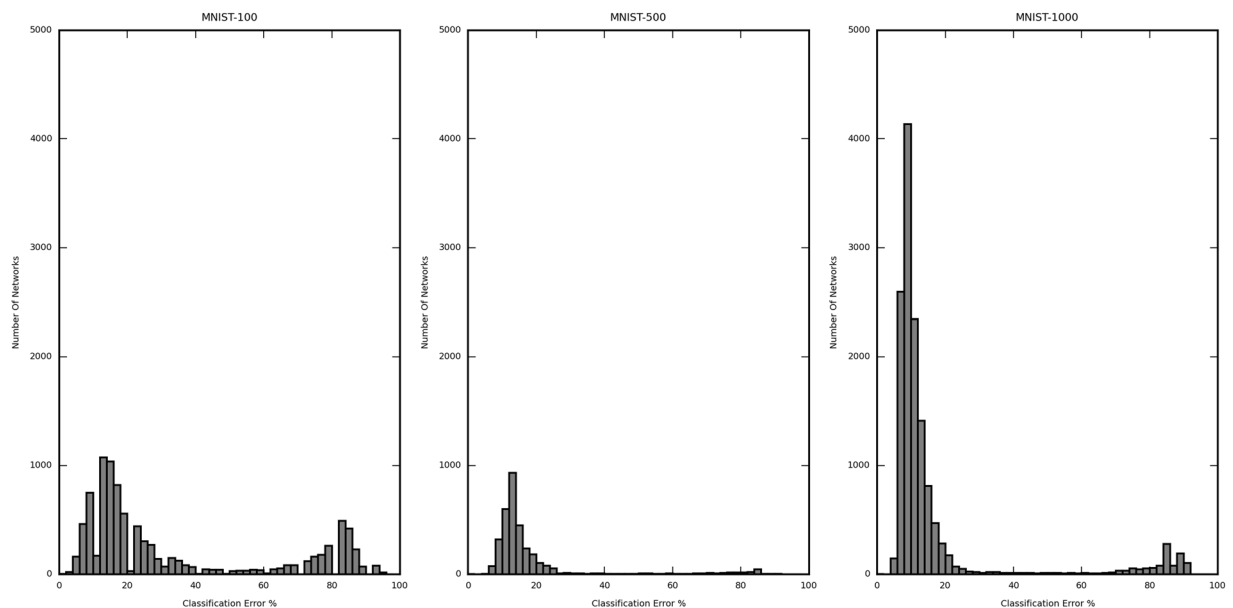 MNIST-100
5000
4000
3000
2000
1000
0
Number Of Networks
0 20 40 60 80 100
Classification Error %
MNIST-500
5000
4000
3000
2000
1000
0
Number Of Networks
0 20 40 60 80 100
Classification Error %
MNIST-1000
5000
4000
3000
2000
1000
0
Number Of Networks
0 20 40 60 80 100
Classification Error %